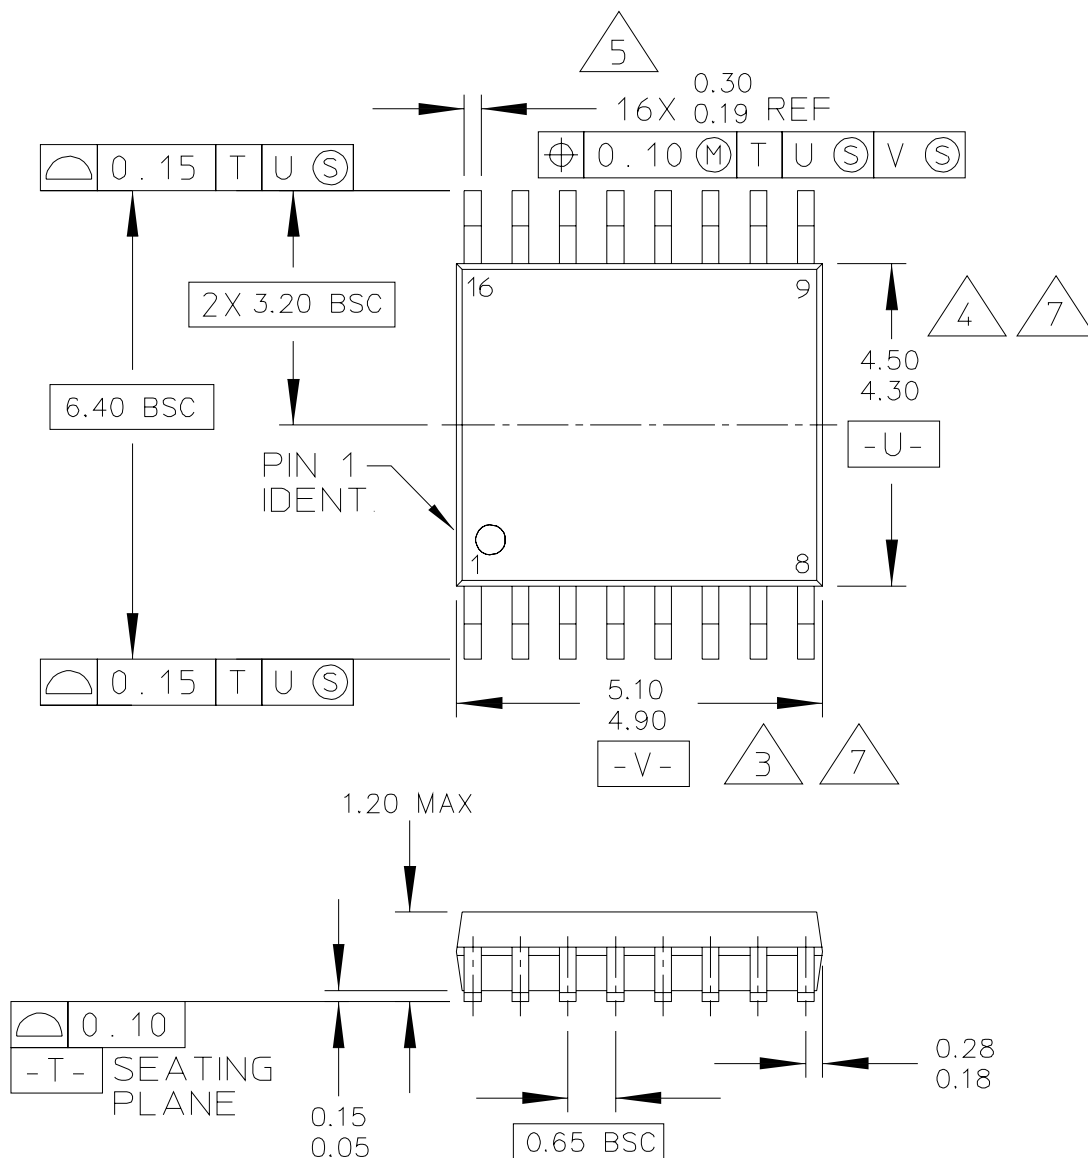 5
16X 0.30 REF
0.19
0.15 T U Ⓢ
⌖ 0.10 Ⓜ T U Ⓢ V Ⓢ
16
9
2X 3.20 BSC
4
7
4.50
4.30
6.40 BSC
-U-
PIN 1
IDENT.
1
8
0.15 T U Ⓢ
5.10
4.90
-V-
3
7
1.20 MAX
0.10
-T- SEATING
PLANE
0.28
0.18
0.15
0.05
0.65 BSC